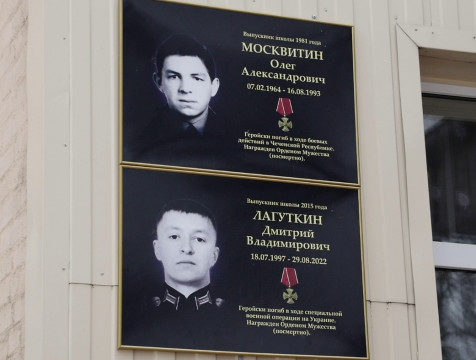 Выпускник школы 1981 года
МОСКВИТИН
Олег
Александрович
07.02.1964 - 16.08.1993
Геройски погиб в ходе боевых
действий в Чеченской Республике.
Награжден Орденом Мужества
(посмертно).
Выпускник школы 2015 года
ЛАГУТКИН
Дмитрий
Владимирович
18.07.1997 - 29.08.2022
Геройски погиб в ходе специальной
военной операции на Украине.
Награжден Орденом Мужества
(посмертно).